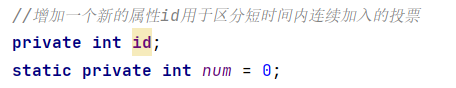 //增加一个新的属性id用于区分短时间内连续加入的投票
private int id;
static private int num = 0;